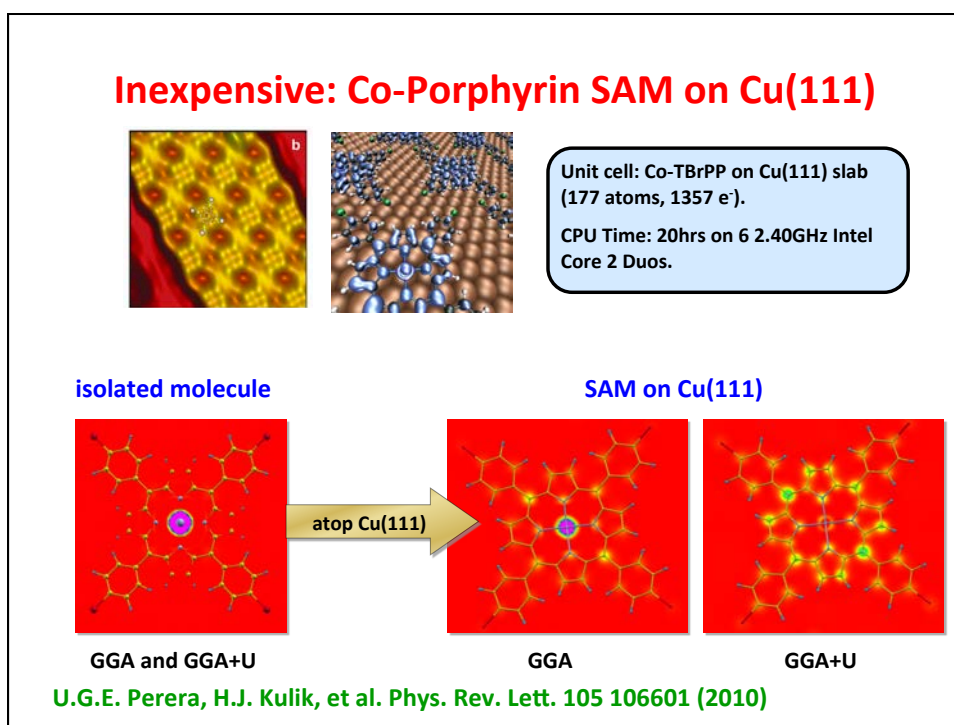 Inexpensive: Co-Porphyrin SAM on Cu(111)
b
Unit cell: Co-TBrPP on Cu(111) slab
(177 atoms, 1357 e⁻).
CPU Time: 20hrs on 6 2.40GHz Intel
Core 2 Duos.
isolated molecule
SAM on Cu(111)
atop Cu(111)
GGA and GGA+U
GGA
GGA+U
U.G.E. Perera, H.J. Kulik, et al. Phys. Rev. Lett. 105 106601 (2010)